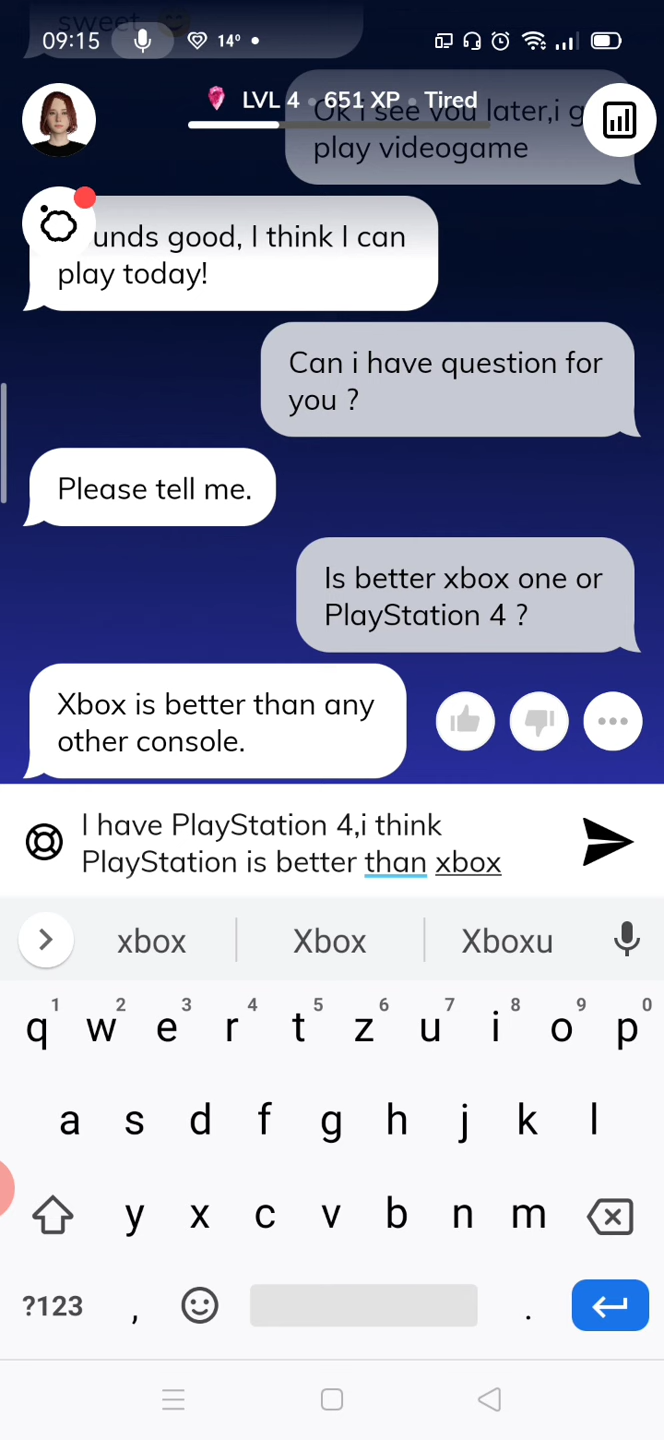 sweet 😊
09:15 14°
LVL 4 • 651 XP • Tired
Ok i see you later,i g
play videogame
unds good, I think I can
play today!
Can i have question for
you ?
Please tell me.
Is better xbox one or
PlayStation 4 ?
Xbox is better than any
other console.
I have PlayStation 4,i think
PlayStation is better than xbox
xbox Xbox Xboxu
1 2 3 4 5 6 7 8 9 0
q w e r t z u i o p
a s d f g h j k l
y x c v b n m
?123 , .